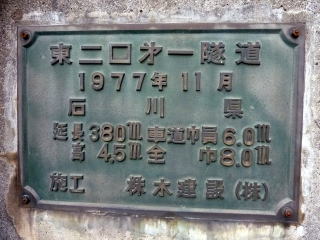 東二口㐧一隧道
1977年11月
石川県
延長380m 車道巾員6.0m
高4.5m 全巾8.0m
施工 株木建設(株)